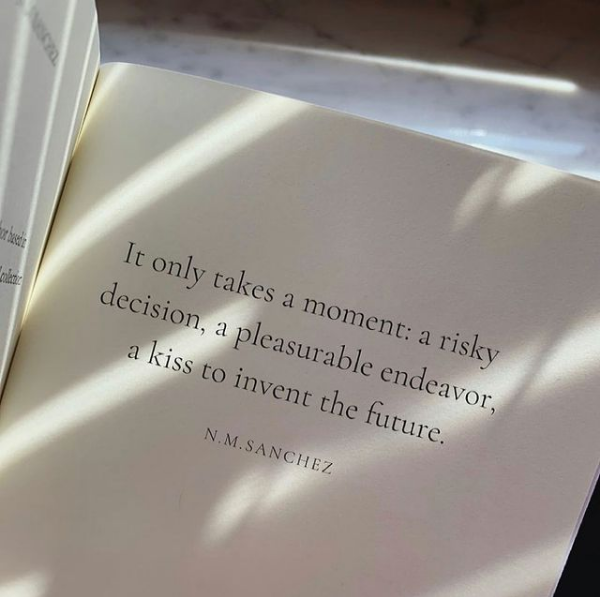 It only takes a moment: a risky
decision, a pleasurable endeavor,
a kiss to invent the future.
N.M.SANCHEZ